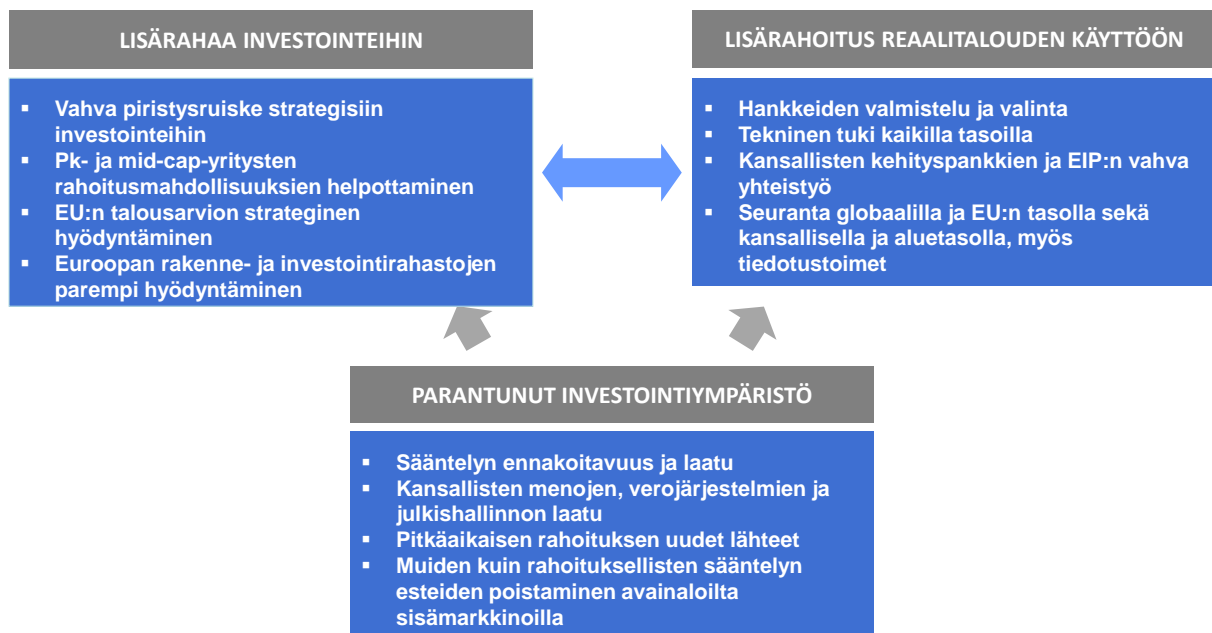 LISÄRAHAA INVESTOINTEIHIN
▪ Vahva piristysruiske strategisiin
investointeihin
▪ Pk- ja mid-cap-yritysten
rahoitusmahdollisuuksien helpottaminen
▪ EU:n talousarvion strateginen
hyödyntäminen
▪ Euroopan rakenne- ja investointirahastojen
parempi hyödyntäminen
LISÄRAHOITUS REAALITALOUDEN KÄYTTÖÖN
▪ Hankkeiden valmistelu ja valinta
▪ Tekninen tuki kaikilla tasoilla
▪ Kansallisten kehityspankkien ja EIP:n vahva
yhteistyö
▪ Seuranta globaalilla ja EU:n tasolla sekä
kansallisella ja aluetasolla, myös
tiedotustoimet
PARANTUNUT INVESTOINTIYMPÄRISTÖ
▪ Sääntelyn ennakoitavuus ja laatu
▪ Kansallisten menojen, verojärjestelmien ja
julkishallinnon laatu
▪ Pitkäaikaisen rahoituksen uudet lähteet
▪ Muiden kuin rahoituksellisten sääntelyn
esteiden poistaminen avainaloilta
sisämarkkinoilla